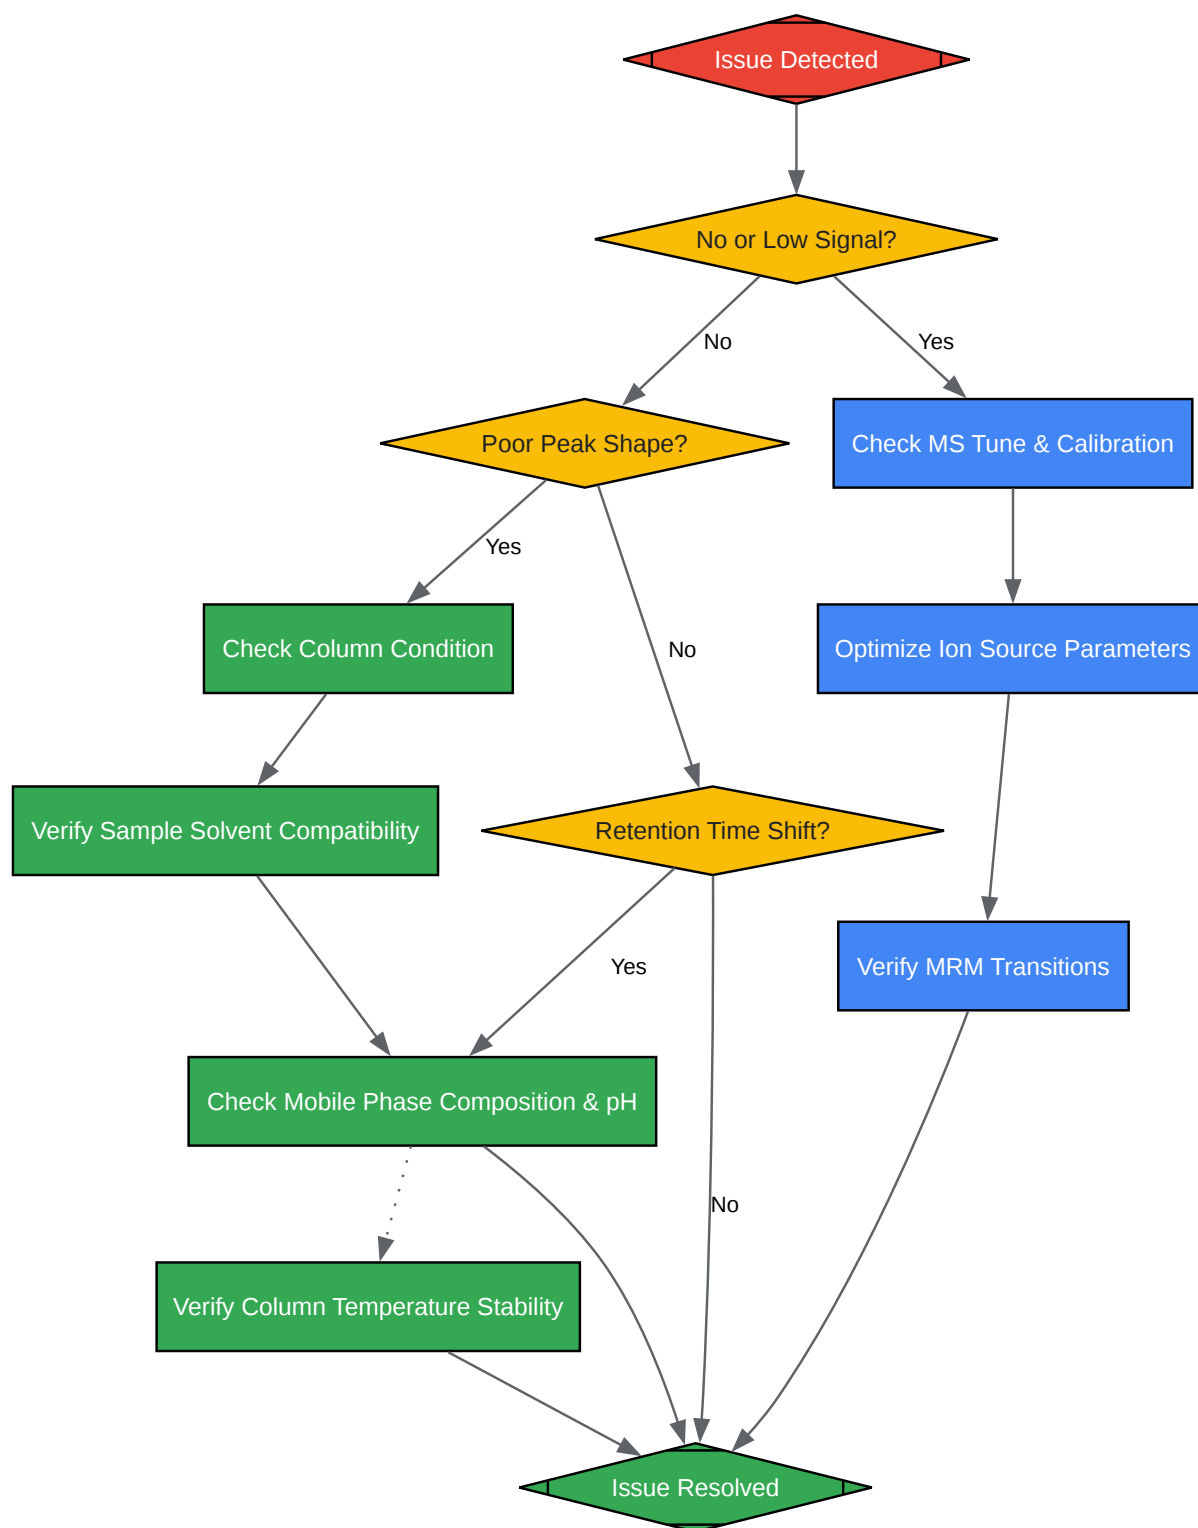 Issue Detected
No or Low Signal?
No
Yes
Poor Peak Shape?
Check MS Tune & Calibration
Yes
Check Column Condition
No
Optimize Ion Source Parameters
Verify Sample Solvent Compatibility
Retention Time Shift?
Yes
Verify MRM Transitions
Check Mobile Phase Composition & pH
No
Verify Column Temperature Stability
Issue Resolved